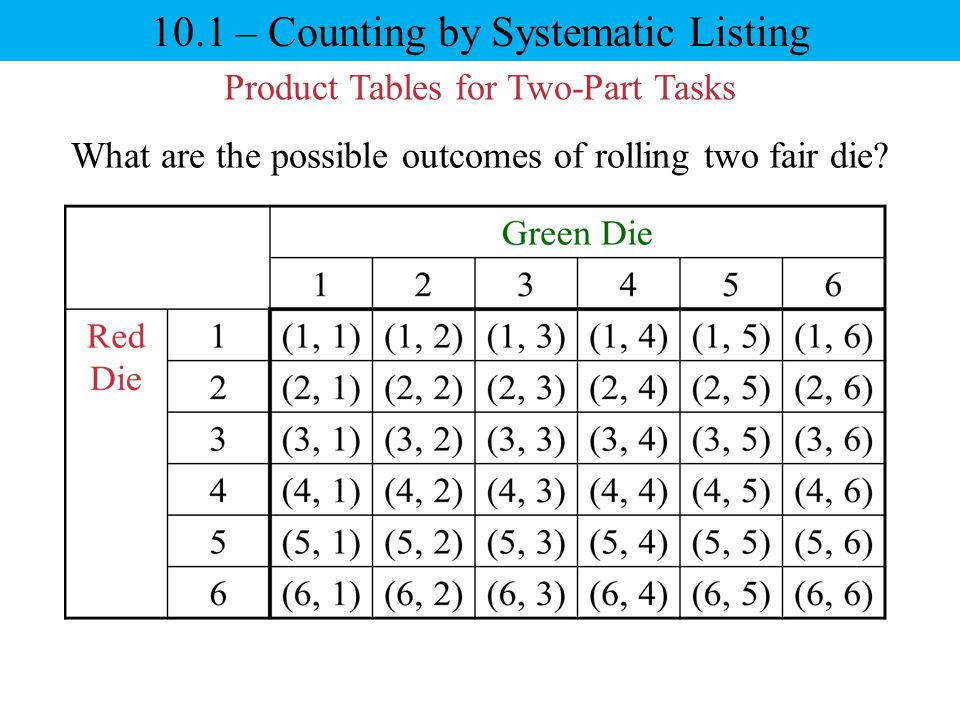 10.1 – Counting by Systematic Listing
Product Tables for Two-Part Tasks
What are the possible outcomes of rolling two fair die?
Green Die
1 2 3 4 5 6
Red 1 (1, 1) (1, 2) (1, 3) (1, 4) (1, 5) (1, 6)
Die
2 (2, 1) (2, 2) (2, 3) (2, 4) (2, 5) (2, 6)
3 (3, 1) (3, 2) (3, 3) (3, 4) (3, 5) (3, 6)
4 (4, 1) (4, 2) (4, 3) (4, 4) (4, 5) (4, 6)
5 (5, 1) (5, 2) (5, 3) (5, 4) (5, 5) (5, 6)
6 (6, 1) (6, 2) (6, 3) (6, 4) (6, 5) (6, 6)